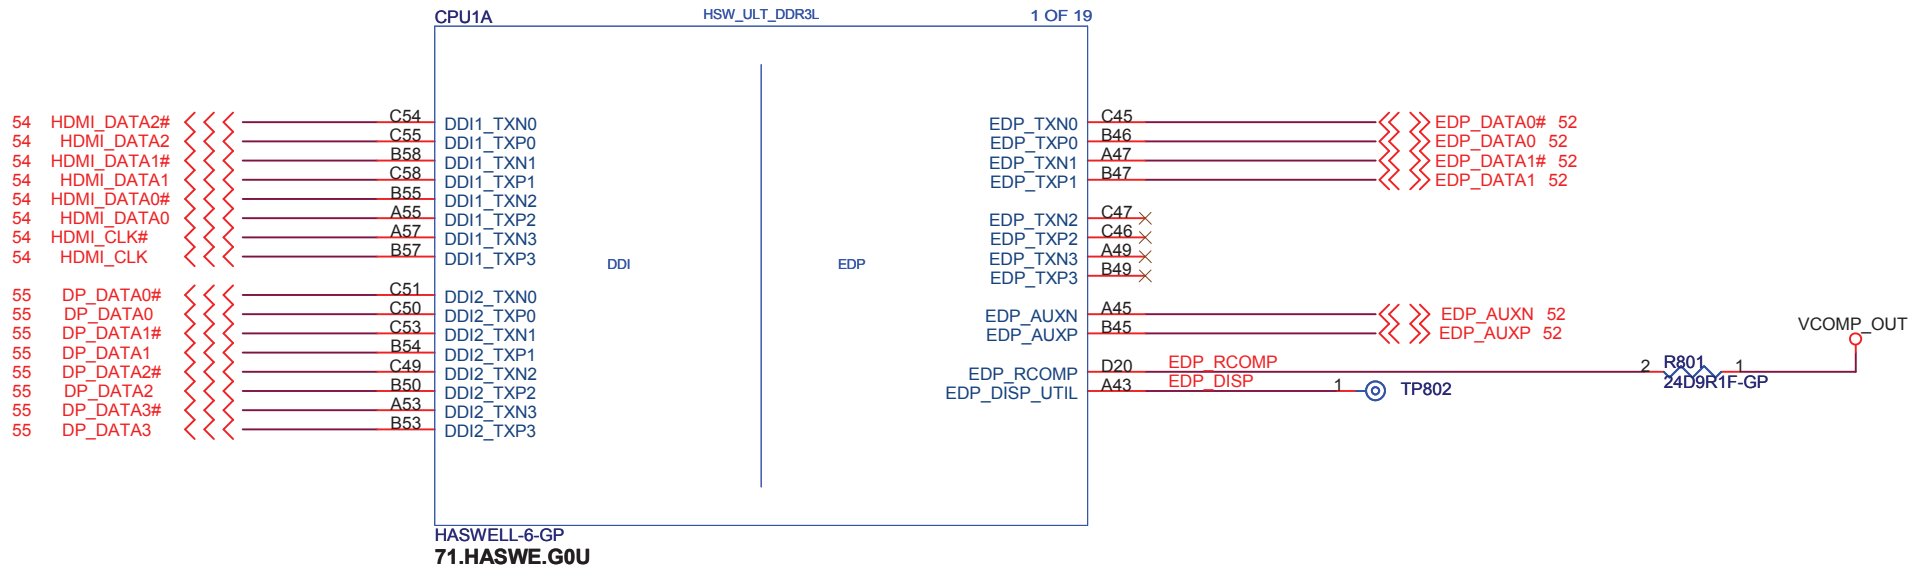 CPU1A HSW_ULT_DDR3L 1 OF 19
54 HDMI_DATA2# C54 DDI1_TXN0 EDP_TXN0 C45 EDP_DATA0# 52
54 HDMI_DATA2 C55 DDI1_TXP0 EDP_TXP0 B46 EDP_DATA0 52
54 HDMI_DATA1# B58 DDI1_TXN1 EDP_TXN1 A47 EDP_DATA1# 52
54 HDMI_DATA1 C58 DDI1_TXP1 EDP_TXP1 B47 EDP_DATA1 52
54 HDMI_DATA0# B55 DDI1_TXN2
54 HDMI_DATA0 A55 DDI1_TXP2 EDP_TXN2 C47
54 HDMI_CLK# A57 DDI1_TXN3 EDP_TXP2 C46
54 HDMI_CLK B57 DDI1_TXP3 EDP_TXN3 A49
DDI EDP
EDP_TXP3 B49
55 DP_DATA0# C51 DDI2_TXN0
55 DP_DATA0 C50 DDI2_TXP0 EDP_AUXN A45 EDP_AUXN 52
55 DP_DATA1# C53 DDI2_TXN1 EDP_AUXP B45 EDP_AUXP 52
VCOMP_OUT
55 DP_DATA1 B54 DDI2_TXP1
55 DP_DATA2# C49 DDI2_TXN2 EDP_RCOMP D20 EDP_RCOMP 2 R801 1
24D9R1F-GP
55 DP_DATA2 B50 DDI2_TXP2 EDP_DISP_UTIL A43 EDP_DISP 1 TP802
55 DP_DATA3# A53 DDI2_TXN3
55 DP_DATA3 B53 DDI2_TXP3
HASWELL-6-GP
71.HASWE.G0U